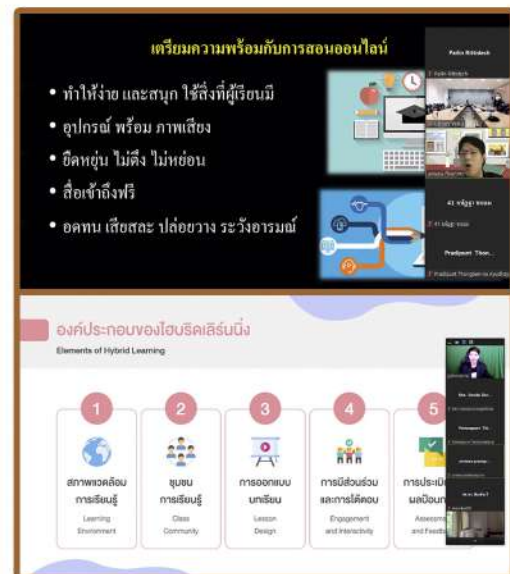 เตรียมความพร้อมกับการสอนออนไลน์
• ทำให้ง่าย และสนุก ใช้สิ่งที่ผู้เรียนมี
• อุปกรณ์ พร้อม ภาพเสียง
• ยืดหยุ่น ไม่ตึง ไม่หย่อน
• สื่อเข้าถึงฟรี
• อดทน เสียสละ ปล่อยวาง ระวังอารมณ์
Pradipunt Thon...
องค์ประกอบของไฮบริดเลิร์นนิ่ง
Elements of Hybrid Learning
1
สภาพแวดล้อม
การเรียนรู้
Learning
Environment
2
ชุมชน
การเรียนรู้
Class
Community
3
การออกแบบ
บทเรียน
Lesson
Design
4
การมีส่วนร่วม
และการโต้ตอบ
Engagement
and Interactivity
5